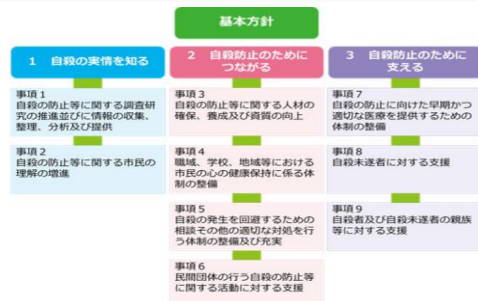 基本方針
1 自殺の実情を知る
事項1
自殺の防止等に関する調査研
究の推進並びに情報の収集、
整理、分析及び提供
事項2
自殺の防止等に関する市民の
理解の増進
2 自殺防止のために
つながる
事項3
自殺の防止等に関する人材の
確保、養成及び資質の向上
事項4
職域、学校、地域等における
市民の心の健康保持に係る体
制の整備
事項5
自殺の発生を回避するための
相談その他の適切な対処を行
う体制の整備及び充実
事項6
民間団体の行う自殺の防止等
に関する活動に対する支援
3 自殺防止のために
支える
事項7
自殺の防止に向けた早期かつ
適切な医療を提供するための
体制の整備
事項8
自殺未遂者に対する支援
事項9
自殺者及び自殺未遂者の親族
等に対する支援